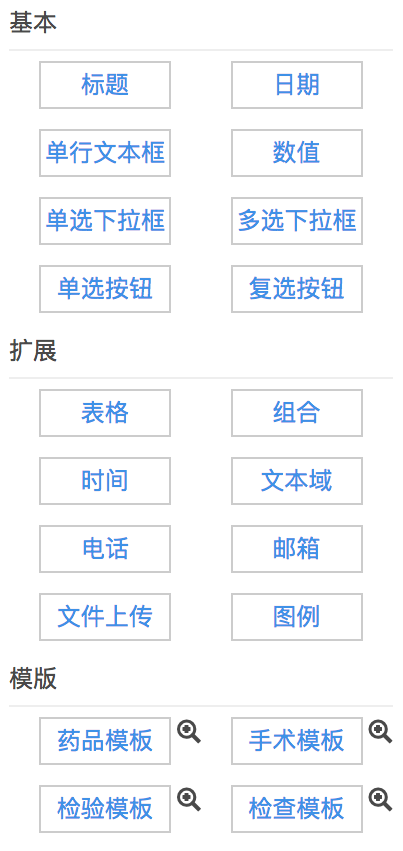 基本
标题 日期
单行文本框 数值
单选下拉框 多选下拉框
单选按钮 复选按钮
扩展
表格 组合
时间 文本域
电话 邮箱
文件上传 图例
模版
药品模板 手术模板
检验模板 检查模板